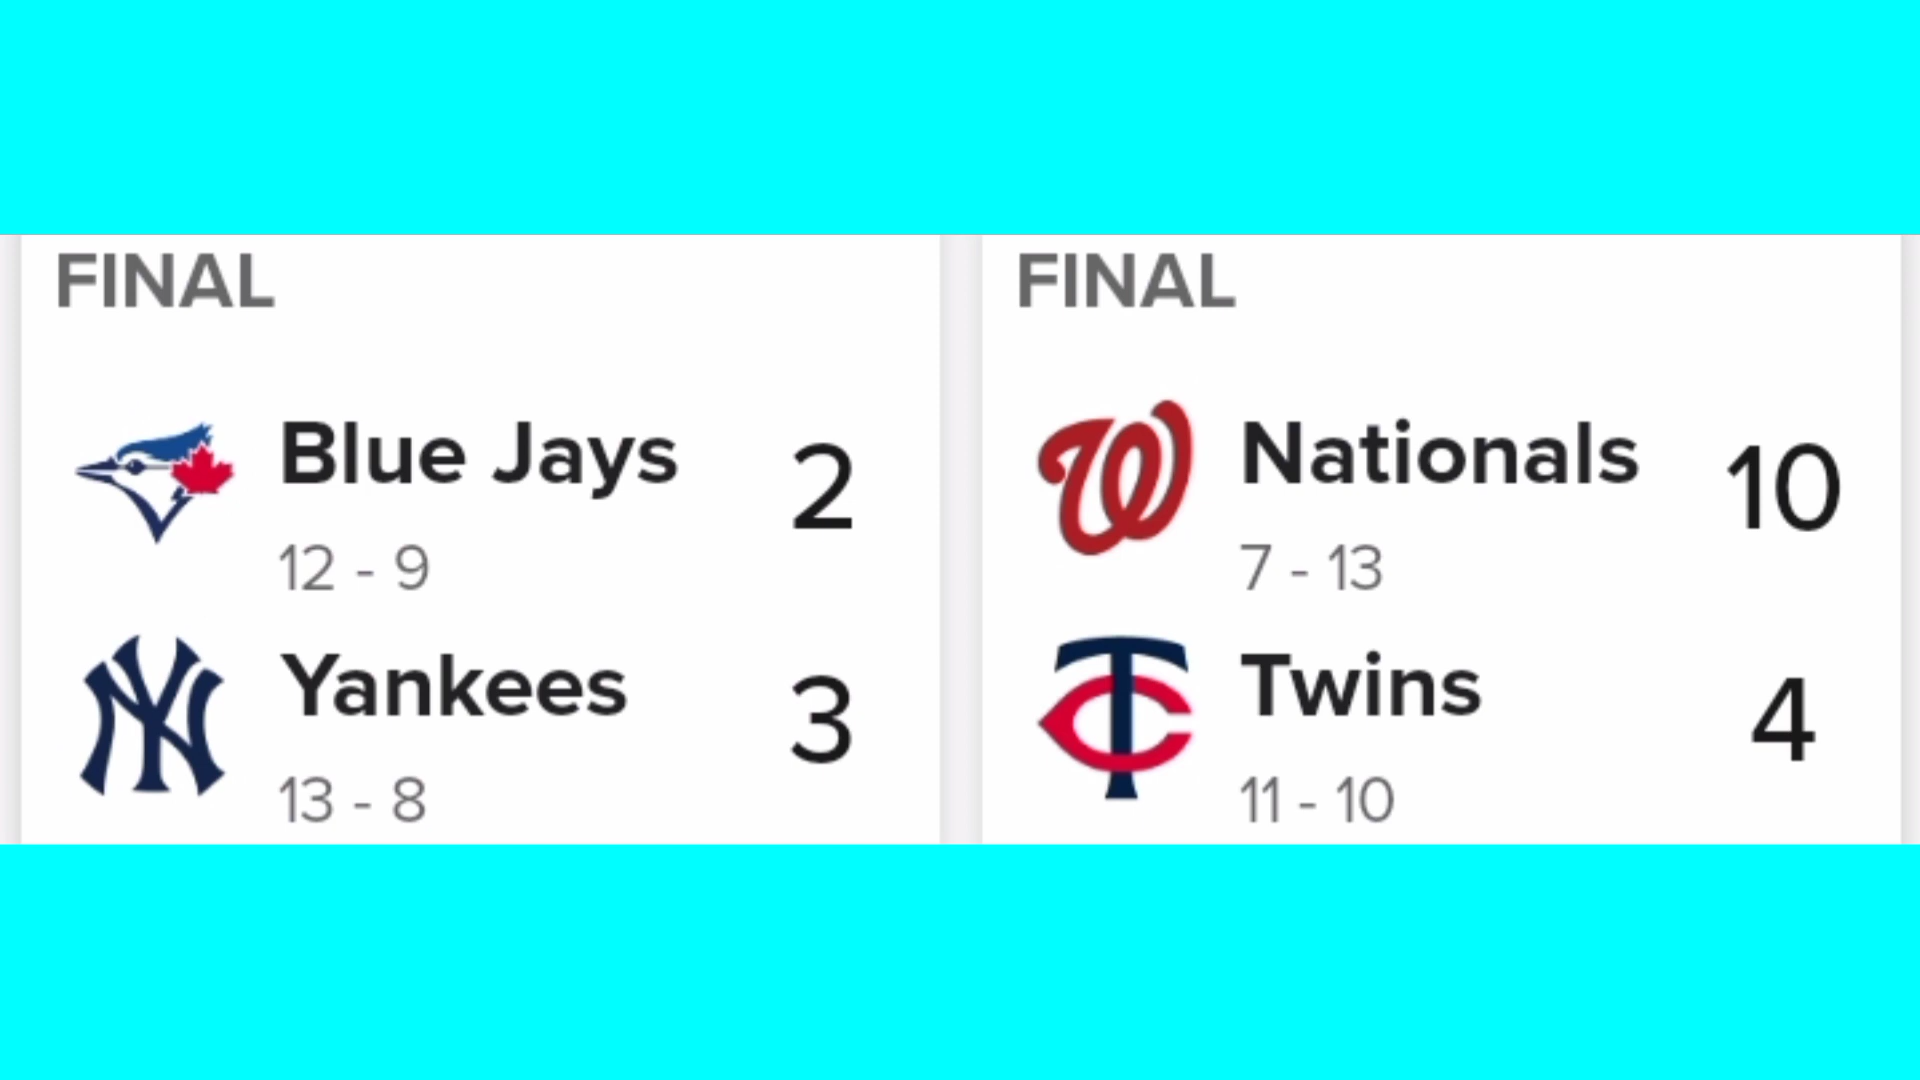 FINAL
Blue Jays 2
12 - 9
Yankees 3
13 - 8
FINAL
Nationals 10
7 - 13
Twins 4
11 - 10